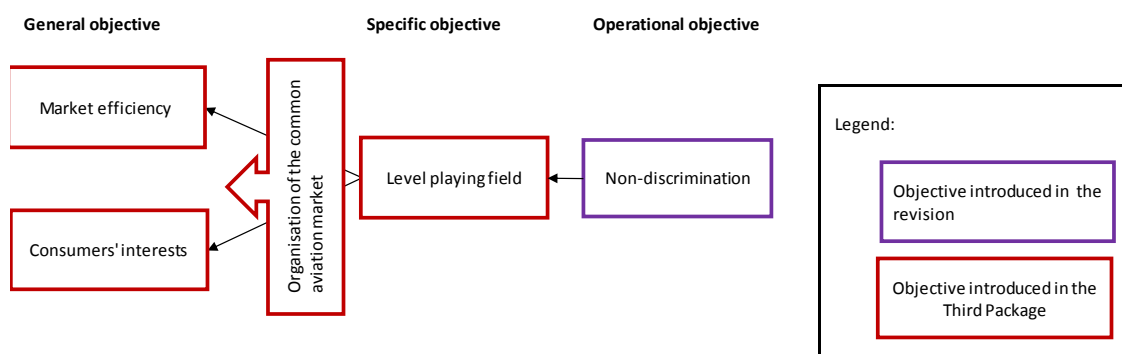 General objective
Specific objective
Operational objective
Market efficiency
Consumers' interests
Organisation of the common
aviation market
Level playing field
Non-discrimination
Legend:
Objective introduced in the
revision
Objective introduced in the
Third Package